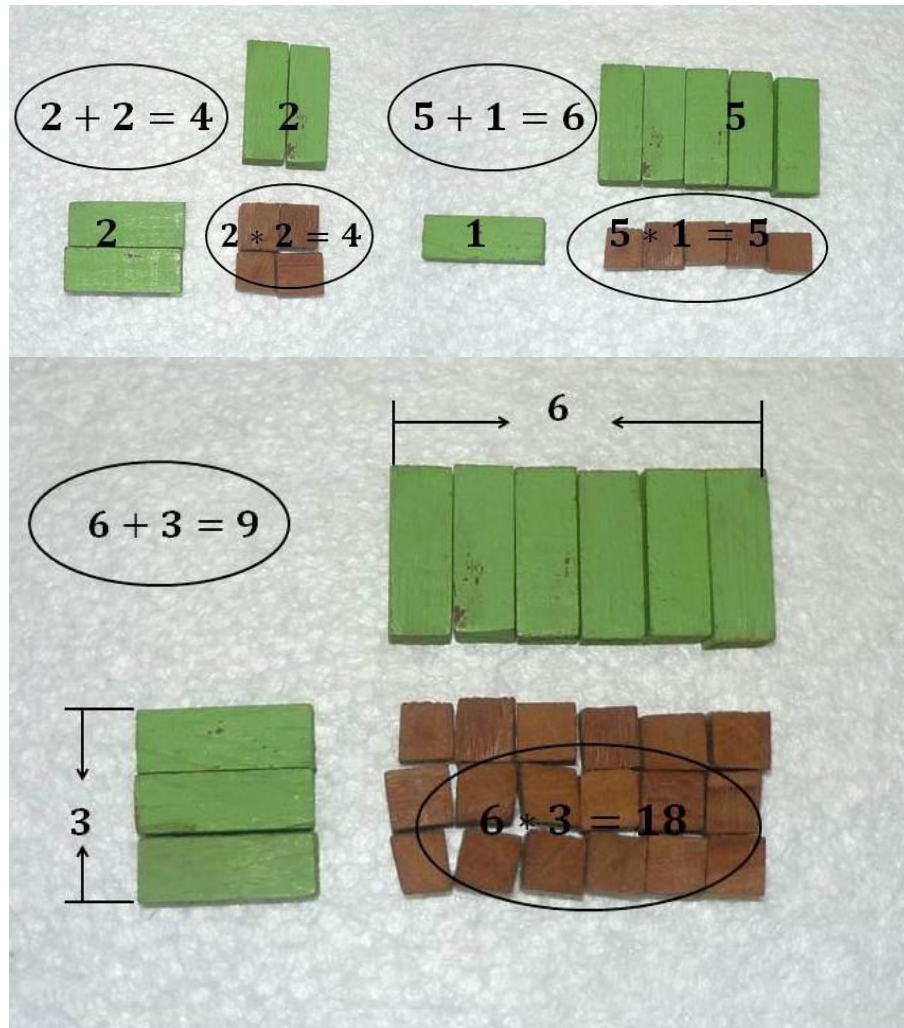 2 + 2 = 4
2
2
2 * 2 = 4
5 + 1 = 6
5
1
5 * 1 = 5
6
6 + 3 = 9
3
6 * 3 = 18